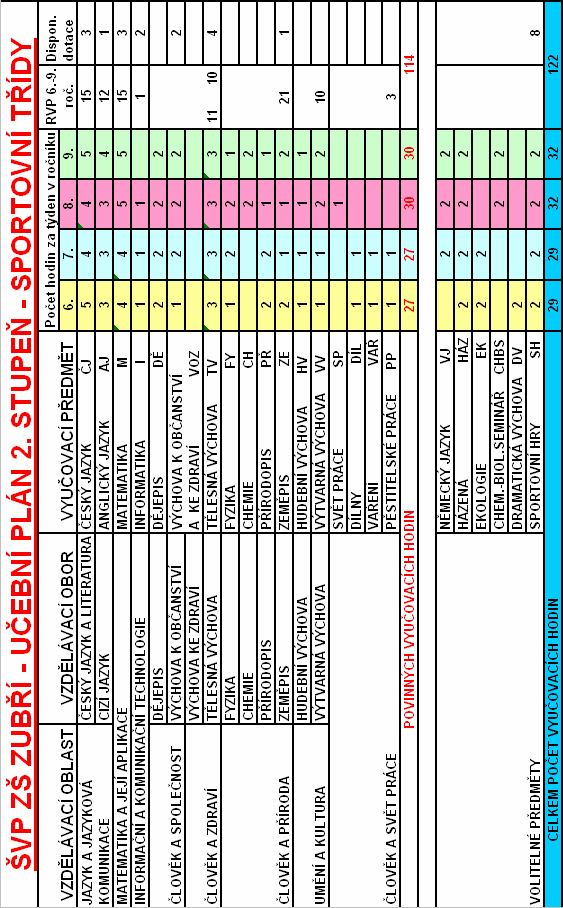 ŠVP ZŠ ZUBŘÍ - UČEBNÍ PLÁN 2. STUPEŇ - SPORTOVNÍ TŘÍDY
Počet hodin za týden v ročníku RVP 6.-9. Dispon.
VZDĚLÁVACÍ OBLAST VZDĚLÁVACÍ OBOR VYUČOVACÍ PŘEDMĚT 6. 7. 8. 9. roč. dotace
JAZYK A JAZYKOVÁ ČESKÝ JAZYK A LITERATURA ČESKÝ JAZYK ČJ 5 4 4 5 15 3
KOMUNIKACE CIZÍ JAZYK ANGLICKÝ JAZYK AJ 3 3 3 4 12 1
MATEMATIKA A JEJÍ APLIKACE MATEMATIKA M 4 4 5 5 15 3
INFORMAČNÍ A KOMUNIKAČNÍ TECHNOLOGIE INFORMATIKA I 1 1 1 1 2
DĚJEPIS DĚJEPIS DĚ 2 2 2 2
ČLOVĚK A SPOLEČNOST VÝCHOVA K OBČANSTVÍ VÝCHOVA K OBČANSTVÍ 1 2 2 2 11 2
VÝCHOVA KE ZDRAVÍ A KE ZDRAVÍ VOZ
ČLOVĚK A ZDRAVÍ TĚLESNÁ VÝCHOVA TĚLESNÁ VÝCHOVA TV 3 3 3 3 10 4
FYZIKA FYZIKA FY 1 2 2 1
CHEMIE CHEMIE CH 2 2
PŘÍRODOPIS PŘÍRODOPIS PŘ 2 2 1 1
ČLOVĚK A PŘÍRODA ZEMĚPIS ZEMĚPIS ZE 2 1 2 2 21 1
HUDEBNÍ VÝCHOVA HUDEBNÍ VÝCHOVA HV 1 1 1 1
UMĚNÍ A KULTURA VÝTVARNÁ VÝCHOVA VÝTVARNÁ VÝCHOVA VV 1 1 2 2 10
SVĚT PRÁCE SP 1
DÍLNY DÍL 1 1
VAŘENÍ VAŘ 1
ČLOVĚK A SVĚT PRÁCE PĚSTITELSKÉ PRÁCE PP 1 1 3
POVINNÝCH VYUČOVACÍCH HODIN 27 27 30 30 114
NĚMECKÝ JAZYK VJ 2 2 2
HÁZENÁ HÁZ 2 2 2 2
EKOLOGIE EK 2 2
CHEM.-BIOL.SEMINÁŘ CHBS 2 2
DRAMATICKÁ VÝCHOVA DV 2
VOLITELNÉ PŘEDMĚTY SPORTOVNÍ HRY SH 2 2 2 2 8
CELKEM POČET VYUČOVACÍCH HODIN 29 29 32 32 122